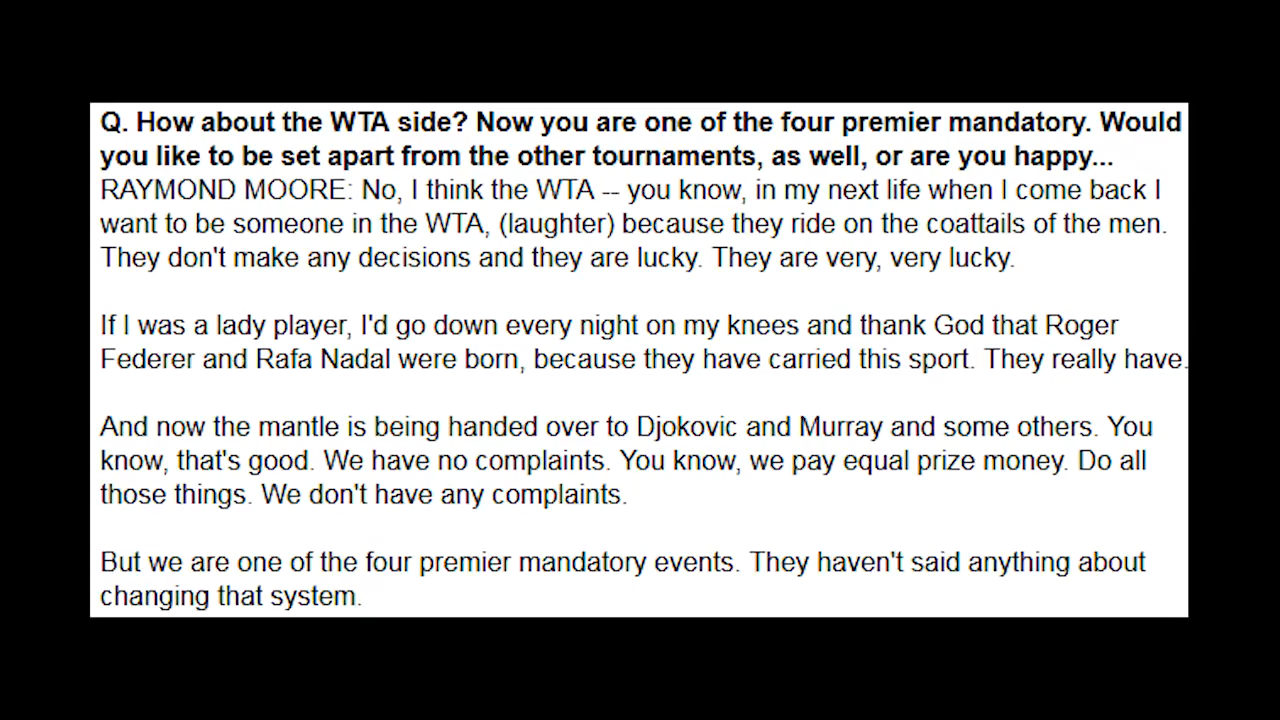 Q. How about the WTA side? Now you are one of the four premier mandatory. Would
you like to be set apart from the other tournaments, as well, or are you happy...
RAYMOND MOORE: No, I think the WTA -- you know, in my next life when I come back I
want to be someone in the WTA, (laughter) because they ride on the coattails of the men.
They don't make any decisions and they are lucky. They are very, very lucky.
If I was a lady player, I'd go down every night on my knees and thank God that Roger
Federer and Rafa Nadal were born, because they have carried this sport. They really have.
And now the mantle is being handed over to Djokovic and Murray and some others. You
know, that's good. We have no complaints. You know, we pay equal prize money. Do all
those things. We don't have any complaints.
But we are one of the four premier mandatory events. They haven't said anything about
changing that system.